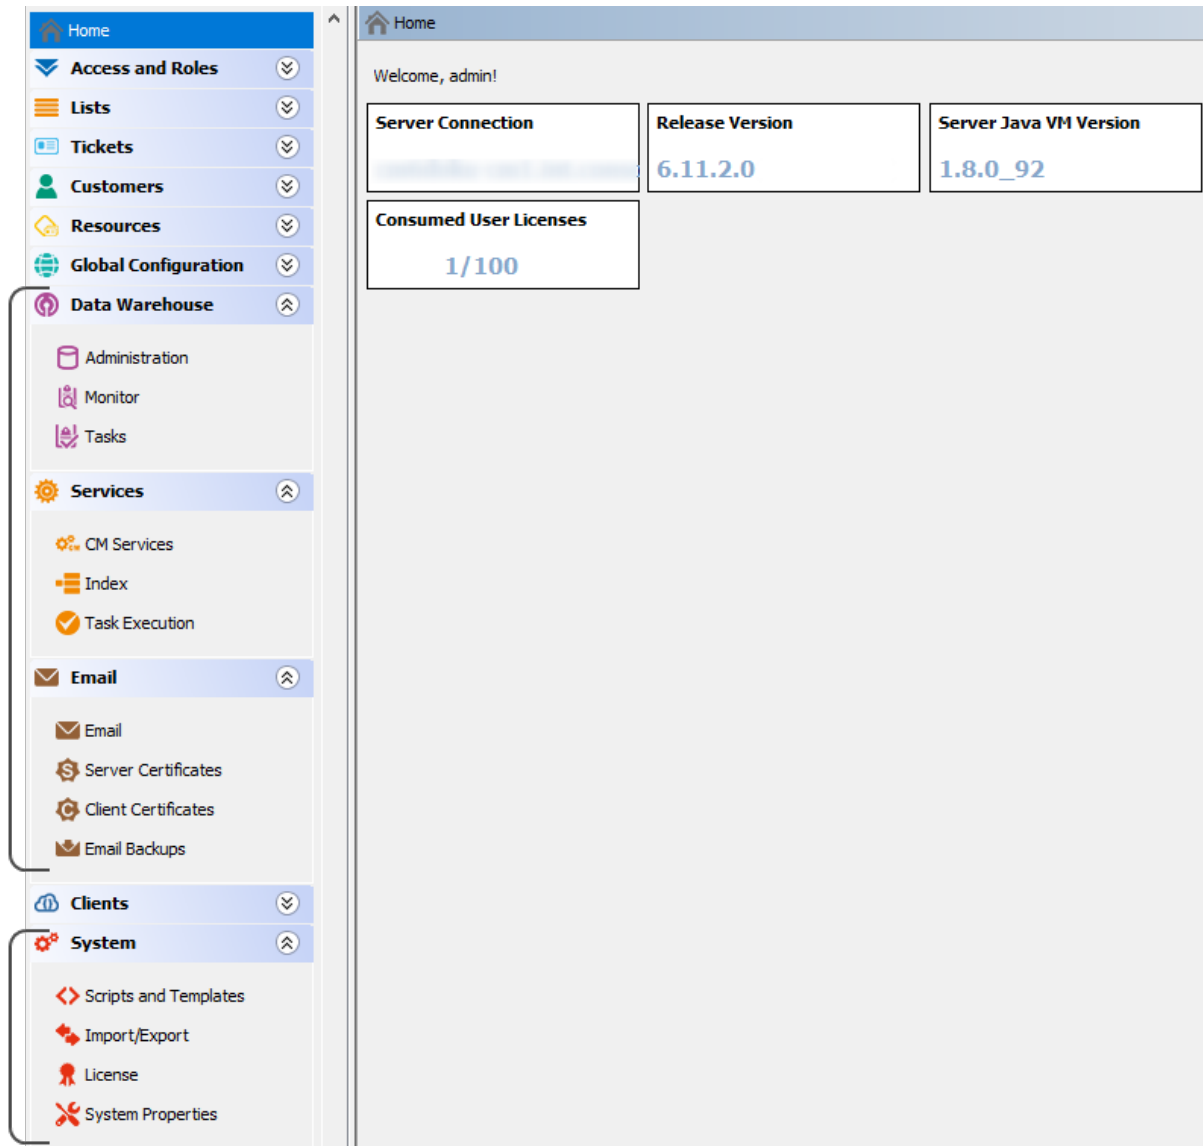 Home
Access and Roles
Lists
Tickets
Customers
Resources
Global Configuration
Data Warehouse
Administration
Monitor
Tasks
Services
CM Services
Index
Task Execution
Email
Email
Server Certificates
Client Certificates
Email Backups
Clients
System
Scripts and Templates
Import/Export
License
System Properties
Home
Welcome, admin!
Server Connection
Release Version
6.11.2.0
Server Java VM Version
1.8.0_92
Consumed User Licenses
1/100